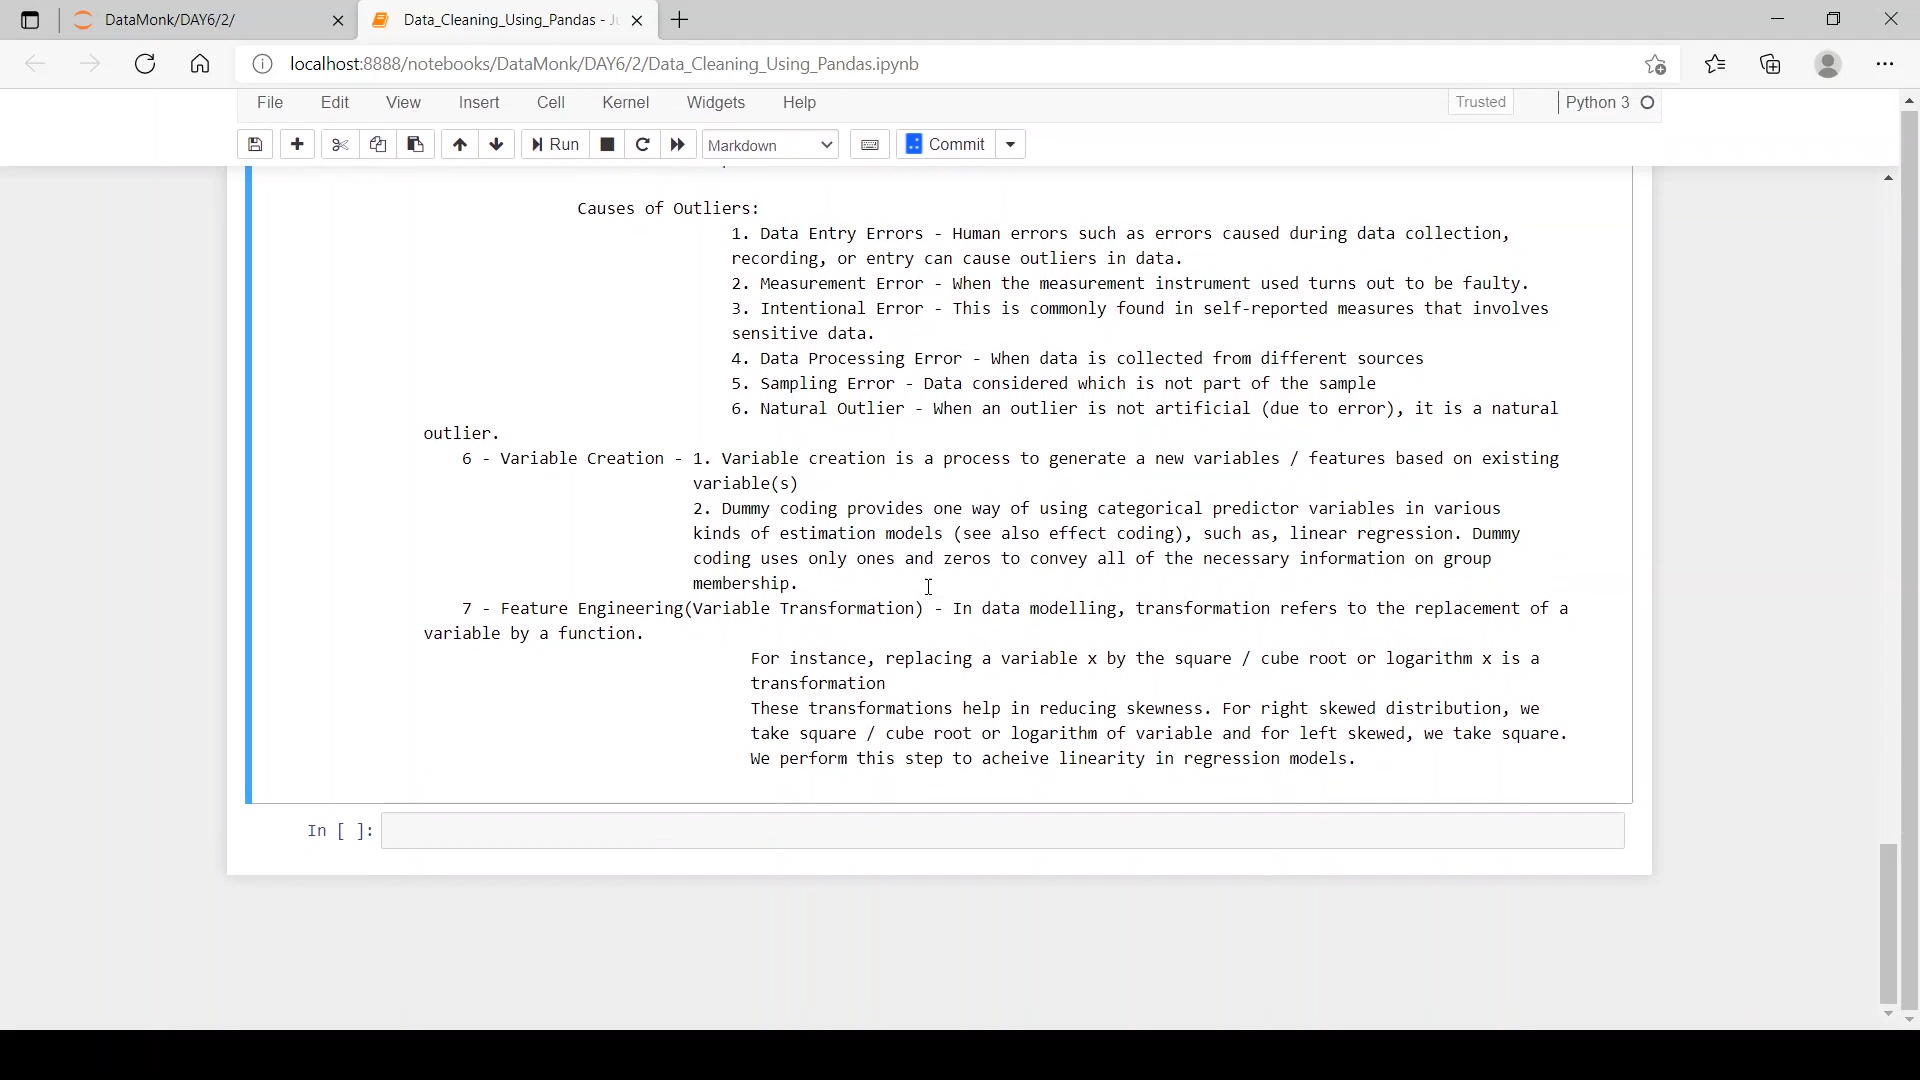 DataMonk/DAY6/2/
Data_Cleaning_Using_Pandas - Ju
localhost:8888/notebooks/DataMonk/DAY6/2/Data_Cleaning_Using_Pandas.ipynb
File Edit View Insert Cell Kernel Widgets Help
Trusted
Python 3
Run
Markdown
Commit
Causes of Outliers:
1. Data Entry Errors - Human errors such as errors caused during data collection,
recording, or entry can cause outliers in data.
2. Measurement Error - When the measurement instrument used turns out to be faulty.
3. Intentional Error - This is commonly found in self-reported measures that involves
sensitive data.
4. Data Processing Error - When data is collected from different sources
5. Sampling Error - Data considered which is not part of the sample
6. Natural Outlier - When an outlier is not artificial (due to error), it is a natural
outlier.
6 - Variable Creation - 1. Variable creation is a process to generate a new variables / features based on existing
variable(s)
2. Dummy coding provides one way of using categorical predictor variables in various
kinds of estimation models (see also effect coding), such as, linear regression. Dummy
coding uses only ones and zeros to convey all of the necessary information on group
membership.
7 - Feature Engineering(Variable Transformation) - In data modelling, transformation refers to the replacement of a
variable by a function.
For instance, replacing a variable x by the square / cube root or logarithm x is a
transformation
These transformations help in reducing skewness. For right skewed distribution, we
take square / cube root or logarithm of variable and for left skewed, we take square.
We perform this step to acheive linearity in regression models.
In [ ]: